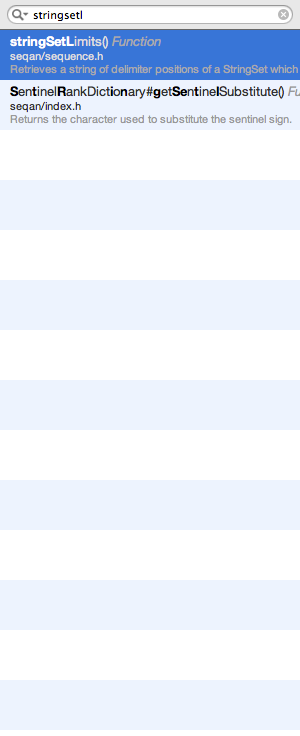 stringsetl
stringSetLimits() Function
seqan/sequence.h
Retrieves a string of delimiter positions of a StringSet which
SentinelRankDictionary#getSentinelSubstitute() Fu
seqan/index.h
Returns the character used to substitute the sentinel sign.